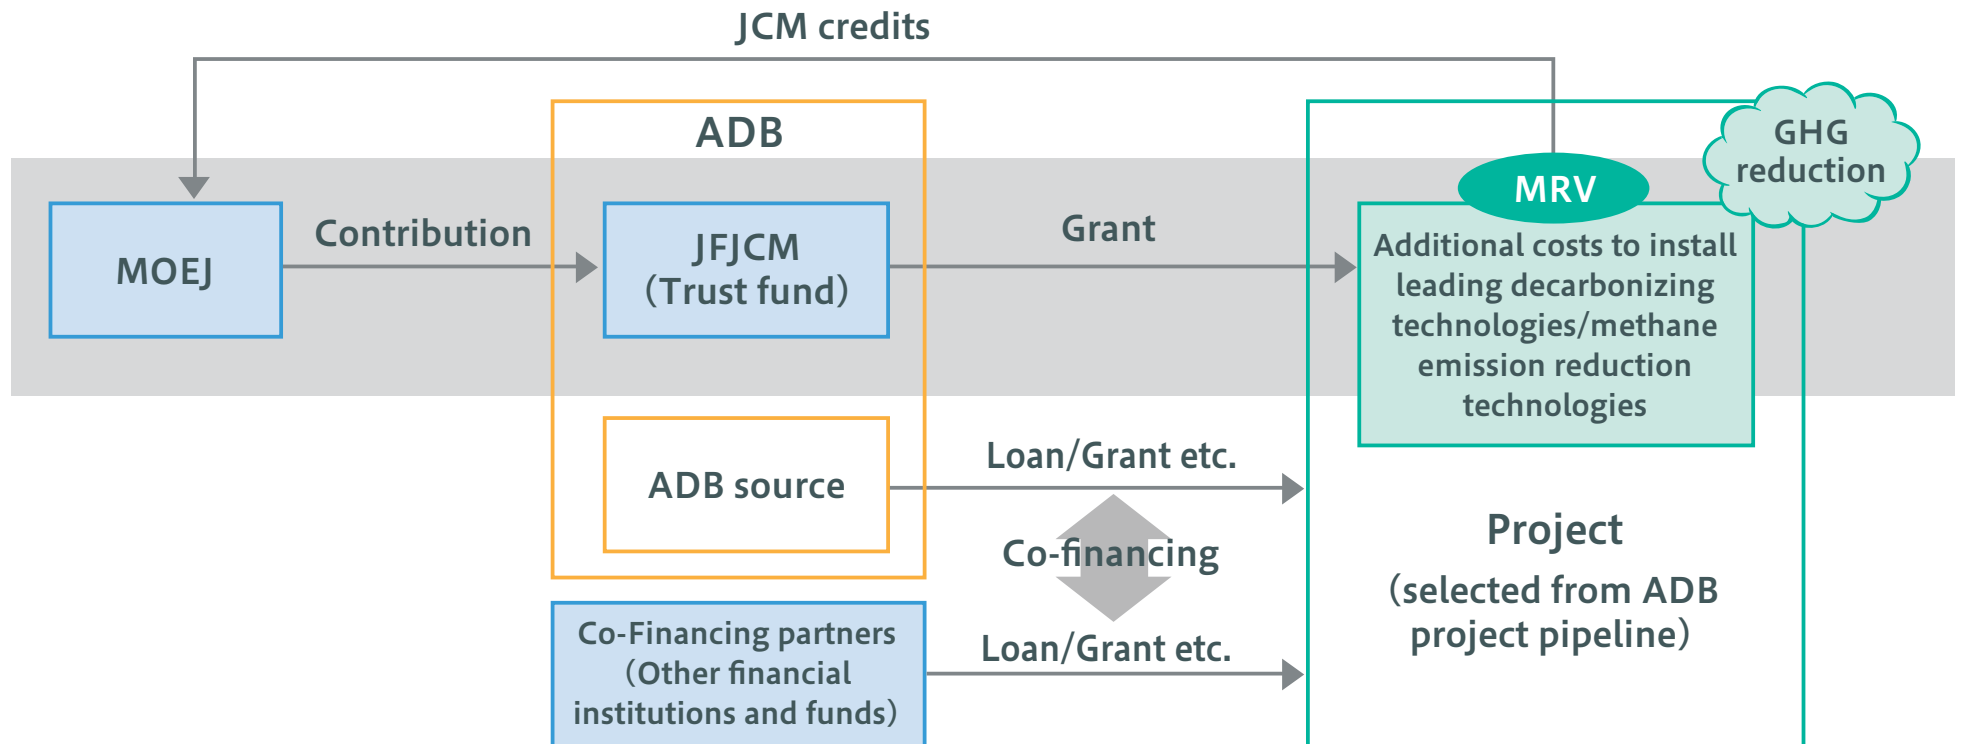 JCM credits
ADB
GHG
reduction
MRV
MOEJ
Contribution
JFJCM
(Trust fund)
Grant
Additional costs to install
leading decarbonizing
technologies/methane
emission reduction
technologies
ADB source
Loan/Grant etc.
Co-financing
Project
(selected from ADB
project pipeline)
Co-Financing partners
(Other financial
institutions and funds)
Loan/Grant etc.